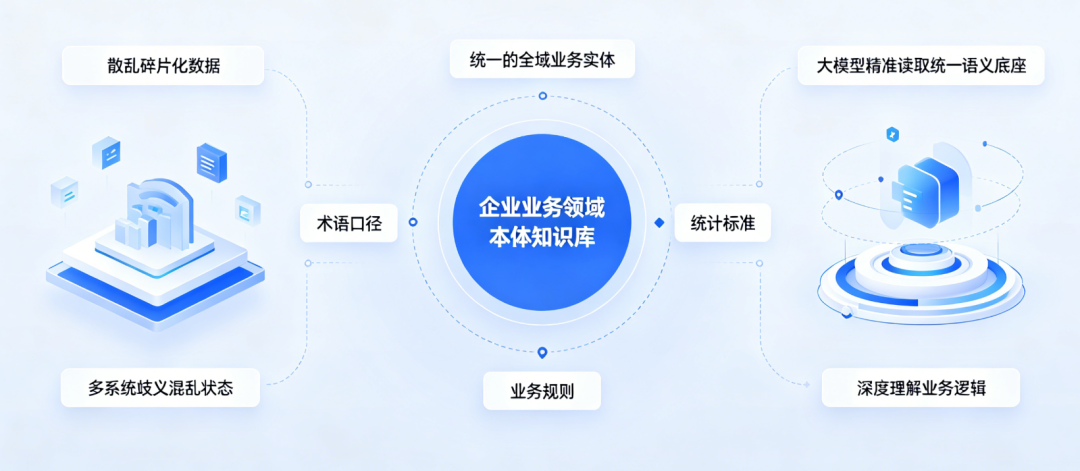 散乱碎片化数据
统一的全域业务实体
大模型精准读取统一语义底座
术语口径
企业业务领域
本体知识库
统计标准
多系统歧义混乱状态
业务规则
深度理解业务逻辑